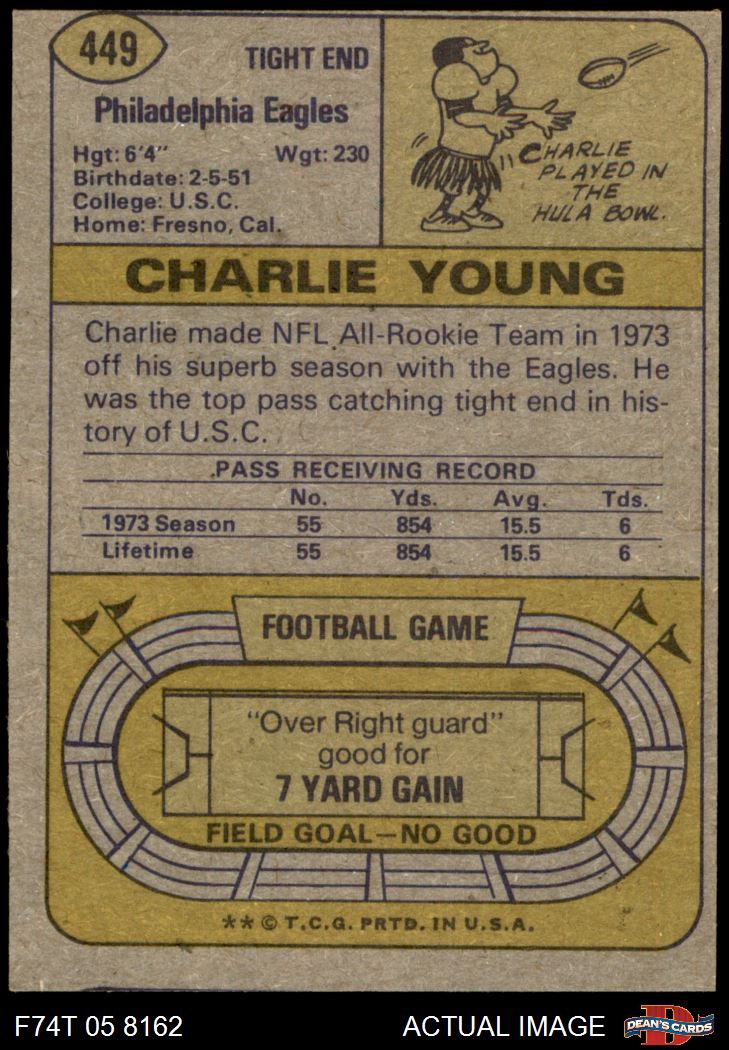 449
TIGHT END
Philadelphia Eagles
Hgt: 6'4" Wgt: 230
Birthdate: 2-5-51
College: U.S.C.
Home: Fresno, Cal.
CHARLIE
PLAYED IN
THE
HULA BOWL.
CHARLIE YOUNG
Charlie made NFL All-Rookie Team in 1973
off his superb season with the Eagles. He
was the top pass catching tight end in his-
tory of U.S.C.
PASS RECEIVING RECORD
No. Yds. Avg. Tds.
1973 Season 55 854 15.5 6
Lifetime 55 854 15.5 6
FOOTBALL GAME
"Over Right guard"
good for
7 YARD GAIN
FIELD GOAL—NO GOOD
** © T.C.G. PRTD. IN U.S.A.
F74T 05 8162 ACTUAL IMAGE
D
DEAN'S CARDS